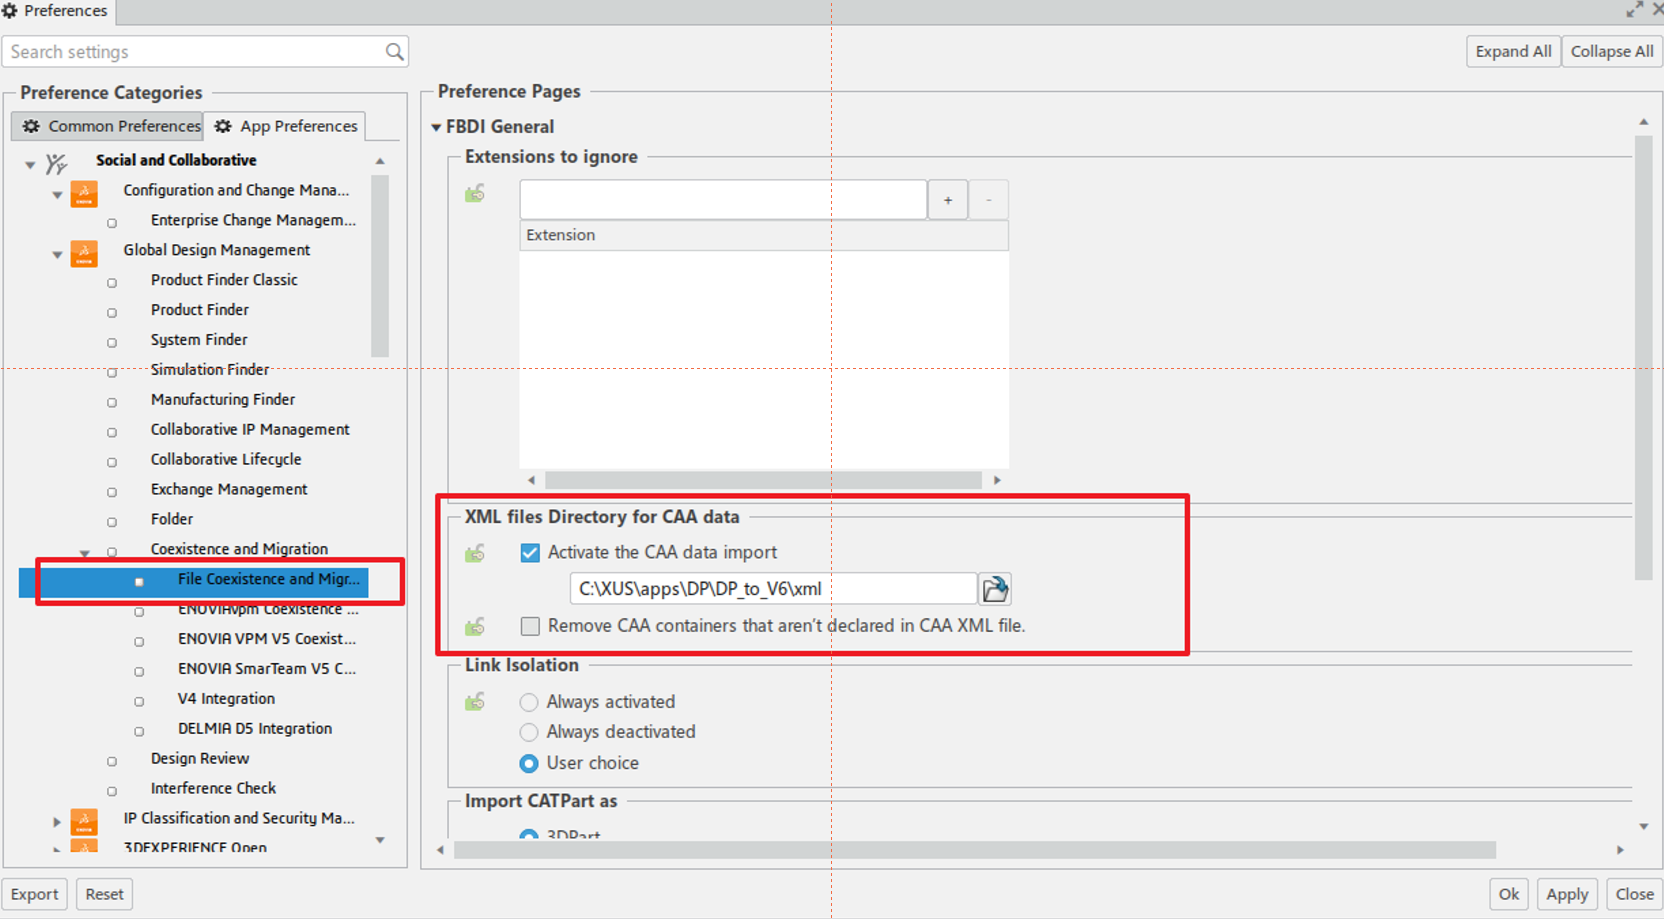 Preferences
Search settings
Expand All
Collapse All
Preference Categories
Common Preferences
App Preferences
Social and Collaborative
Configuration and Change Mana...
Enterprise Change Managem...
Global Design Management
Product Finder Classic
Product Finder
System Finder
Simulation Finder
Manufacturing Finder
Collaborative IP Management
Collaborative Lifecycle
Exchange Management
Folder
Coexistence and Migration
File Coexistence and Migr...
ENOVIAvpm Coexistence ...
ENOVIA VPM V5 Coexist...
ENOVIA SmarTeam V5 C...
V4 Integration
DELMIA D5 Integration
Design Review
Interference Check
IP Classification and Security Ma...
3DEXPERIENCE Open
Preference Pages
FBDI General
Extensions to ignore
+
-
Extension
XML files Directory for CAA data
Activate the CAA data import
C:\XUS\apps\DP\DP_to_V6\xml
Remove CAA containers that aren't declared in CAA XML file.
Link Isolation
Always activated
Always deactivated
User choice
Import CATPart as
3DPart
Export
Reset
Ok
Apply
Close